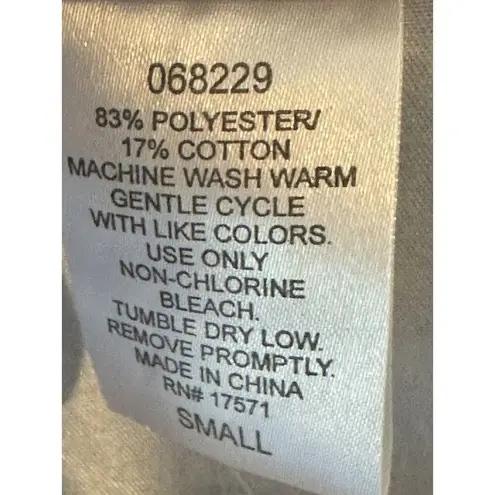 068229
83% POLYESTER/
17% COTTON
MACHINE WASH WARM
GENTLE CYCLE
WITH LIKE COLORS.
USE ONLY
NON-CHLORINE
BLEACH.
TUMBLE DRY LOW.
REMOVE PROMPTLY.
MADE IN CHINA
RN# 17571
SMALL